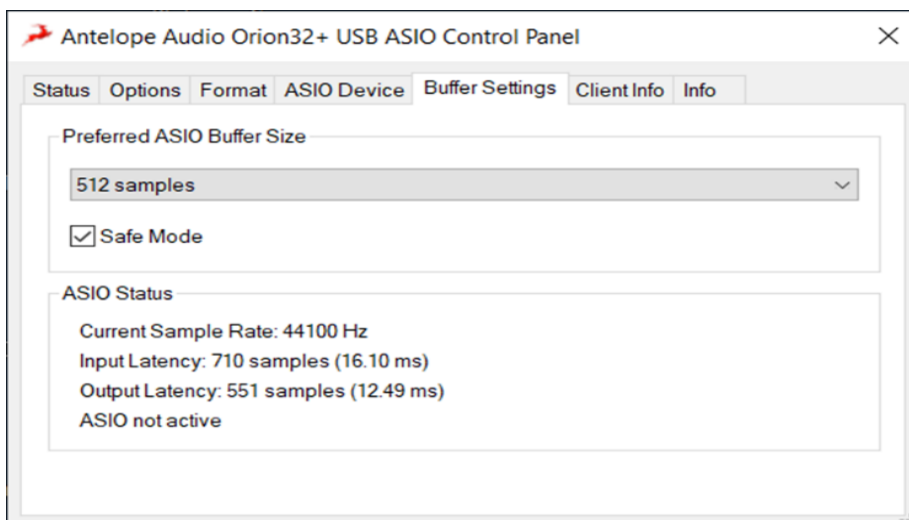 Antelope Audio Orion32+ USB ASIO Control Panel
Status Options Format ASIO Device Buffer Settings Client Info Info
Preferred ASIO Buffer Size
512 samples
Safe Mode
ASIO Status
Current Sample Rate: 44100 Hz
Input Latency: 710 samples (16.10 ms)
Output Latency: 551 samples (12.49 ms)
ASIO not active